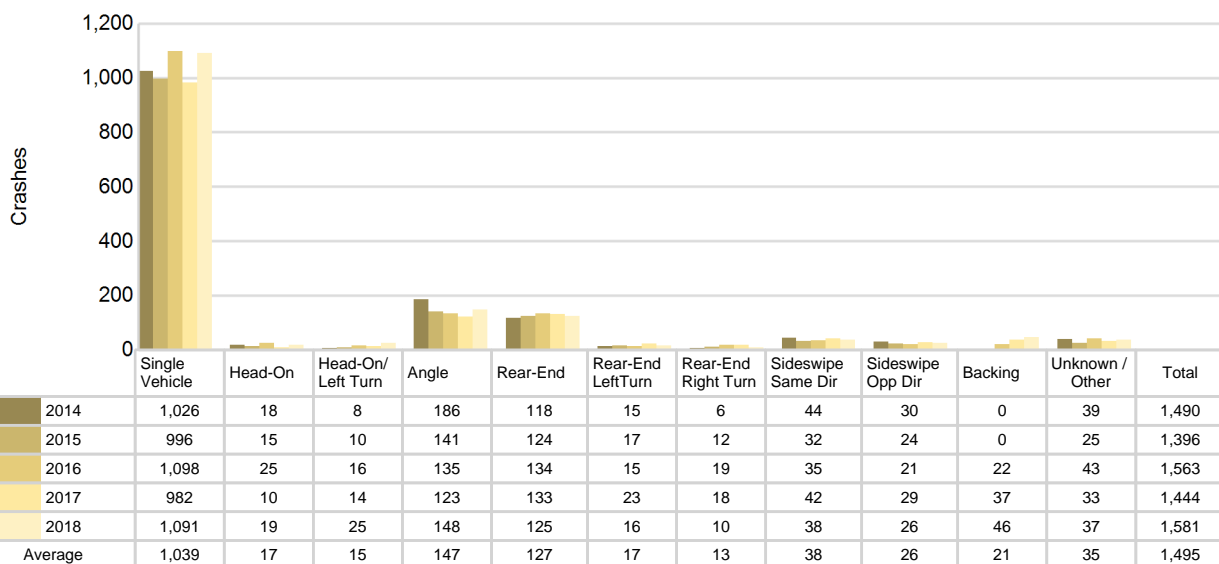 1,200
1,000
800
600
400
200
0
Crashes
Single Vehicle Head-On Head-On/ Left Turn Angle Rear-End Rear-End LeftTurn Rear-End Right Turn Sideswipe Same Dir Sideswipe Opp Dir Backing Unknown / Other Total
2014 1,026 18 8 186 118 15 6 44 30 0 39 1,490
2015 996 15 10 141 124 17 12 32 24 0 25 1,396
2016 1,098 25 16 135 134 15 19 35 21 22 43 1,563
2017 982 10 14 123 133 23 18 42 29 37 33 1,444
2018 1,091 19 25 148 125 16 10 38 26 46 37 1,581
Average 1,039 17 15 147 127 17 13 38 26 21 35 1,495